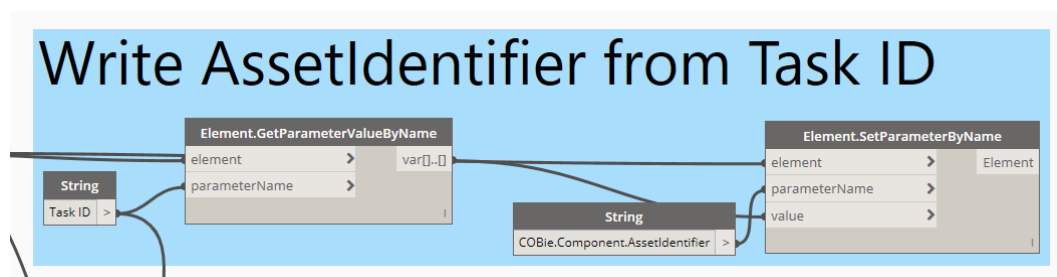 Write AssetIdentifier from Task ID
Element.GetParameterValueByName
element > var[]..[]
parameterName >
String
Task ID >
Element.SetParameterByName
element > Element
parameterName >
value >
String
COBie.Component.AssetIdentifier >